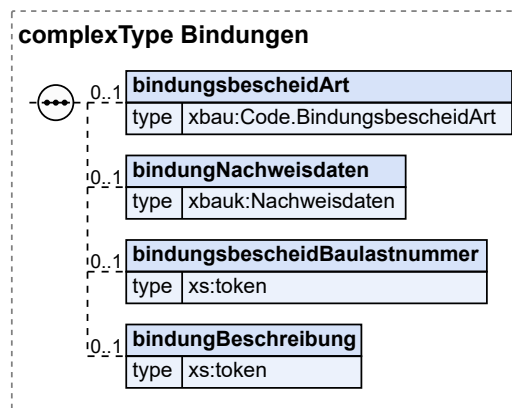 complexType Bindungen
0..1 bindungsbescheidArt
type xbau:Code.BindungsbescheidArt
0..1 bindungNachweisdaten
type xbauk:Nachweisdaten
0..1 bindungsbescheidBaulastnummer
type xs:token
0..1 bindungBeschreibung
type xs:token